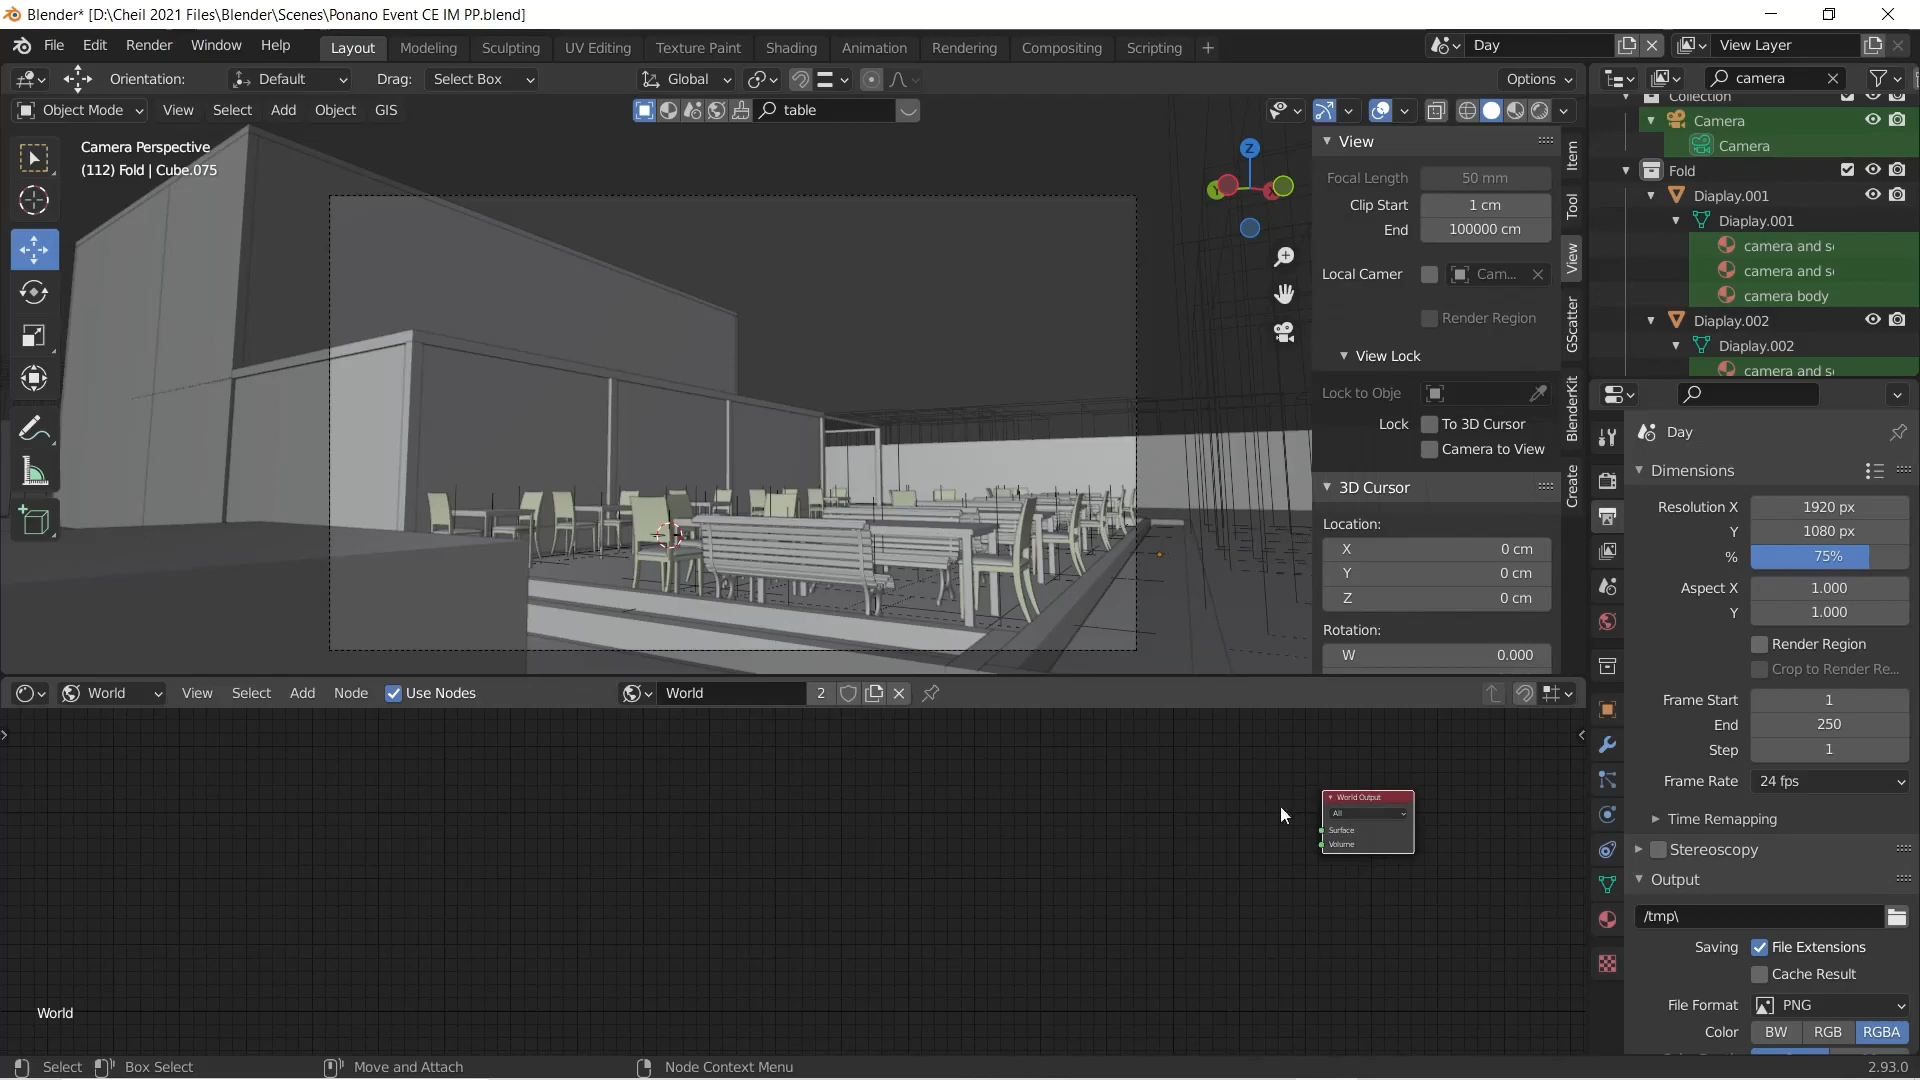 Blender* [D:\Cheil 2021 Files\Blender\Scenes\Ponano Event CE IM PP.blend]
File Edit Render Window Help Layout Modeling Sculpting UV Editing Texture Paint Shading Animation Rendering Compositing Scripting + Day View Layer
Orientation: Default Drag: Select Box Global Options camera
Object Mode View Select Add Object GIS table
Camera Perspective
(112) Fold | Cube.075
Z
Y
X
View
Focal Length 50 mm
Clip Start 1 cm
End 100000 cm
Local Camer Cam...
Render Region
View Lock
Lock to Obje
Lock To 3D Cursor
Camera to View
3D Cursor
Location:
X 0 cm
Y 0 cm
Z 0 cm
Rotation:
W 0.000
Item
Tool
View
GScatter
BlenderKit
Create
Collection
Camera
Camera
Fold
Diaplay.001
Diaplay.001
camera and s
camera and s
camera body
Diaplay.002
Diaplay.002
camera and s
Day
Dimensions
Resolution X 1920 px
Y 1080 px
% 75%
Aspect X 1.000
Y 1.000
Render Region
Crop to Render Re...
Frame Start 1
End 250
Step 1
Frame Rate 24 fps
Time Remapping
Stereoscopy
Output
/tmp\
Saving File Extensions
Cache Result
File Format PNG
Color BW RGB RGBA
World View Select Add Node Use Nodes World 2
World Output
All
Surface
Volume
World
Select Box Select Move and Attach Node Context Menu 2.93.0